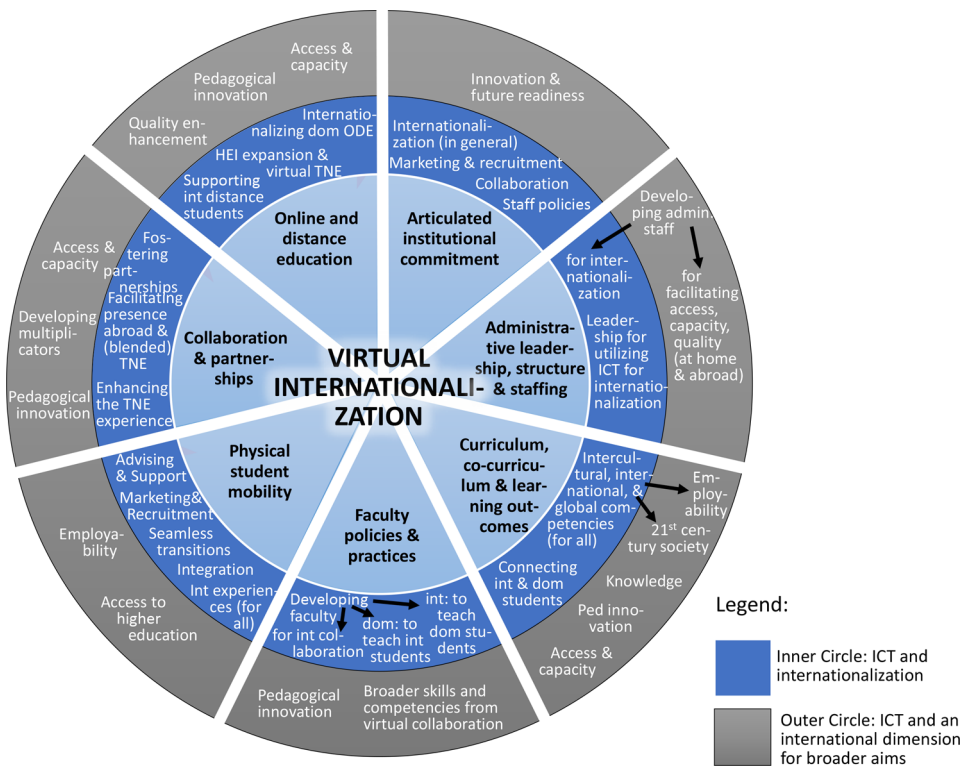 VIRTUAL
INTERNATIONALI-
ZATION
Articulated
institutional
commitment
Internationali-
zation (in general)
Marketing & recruitment
Collaboration
Staff policies
Innovation &
future readiness
Administra-
tive leader-
ship, structure
& staffing
Develo-
ping admin.
staff
for internationali-
zation
for
facilitating
access,
capacity,
quality
(at home
& abroad)
Leadership
for
utilizing
ICT for
internatio-
nalization
Curriculum,
co-curricu-
lum & lear-
ning out-
comes
Intercul-
tural, inter-
national, &
global com-
petencies
(for all)
Connecting
int & dom
students
Em-
ploy-
ability
21st cen-
tury society
Knowledge
Ped inno-
vation
Access &
capacity
Faculty
policies &
practices
Developing
faculty
for int col-
laboration
dom: to
teach int
students
int: to
teach
dom stu-
dents
Pedagogical
innovation
Broader skills and
competencies from
virtual collaboration
Physical
student
mobility
Advising
& Support
Marketing&
Recruitment
Seamless
transitions
Integration
Int experien-
ces (for
all)
Employa-
bility
Access to
higher
education
Collaboration
& partner-
ships
Fos-
tering
part-
nerships
Facilitating
presence
abroad &
(blended)
TNE
Enhancing
the TNE
experience
Access &
capacity
Developing
multipli-
cators
Pedagogical
innovation
Online and
distance
education
Internatio-
nalizing dom ODE
HEI expansion &
virtual TNE
Supporting
int distance
students
Access &
capacity
Pedagogical
innovation
Quality en-
hancement
Legend:
Inner Circle: ICT and
internationalization
Outer Circle: ICT and an
international dimension
for broader aims